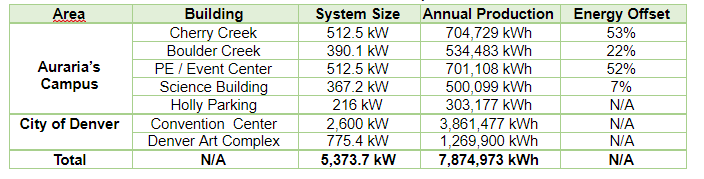 Area Building System Size Annual Production Energy Offset
Auraria's Campus Cherry Creek 512.5 kW 704,729 kWh 53%
Boulder Creek 390.1 kW 534,483 kWh 22%
PE / Event Center 512.5 kW 701,108 kWh 52%
Science Building 367.2 kW 500,099 kWh 7%
Holly Parking 216 kW 303,177 kWh N/A
City of Denver Convention Center 2,600 kW 3,861,477 kWh N/A
Denver Art Complex 775.4 kW 1,269,900 kWh N/A
Total N/A 5,373.7 kW 7,874,973 kWh N/A